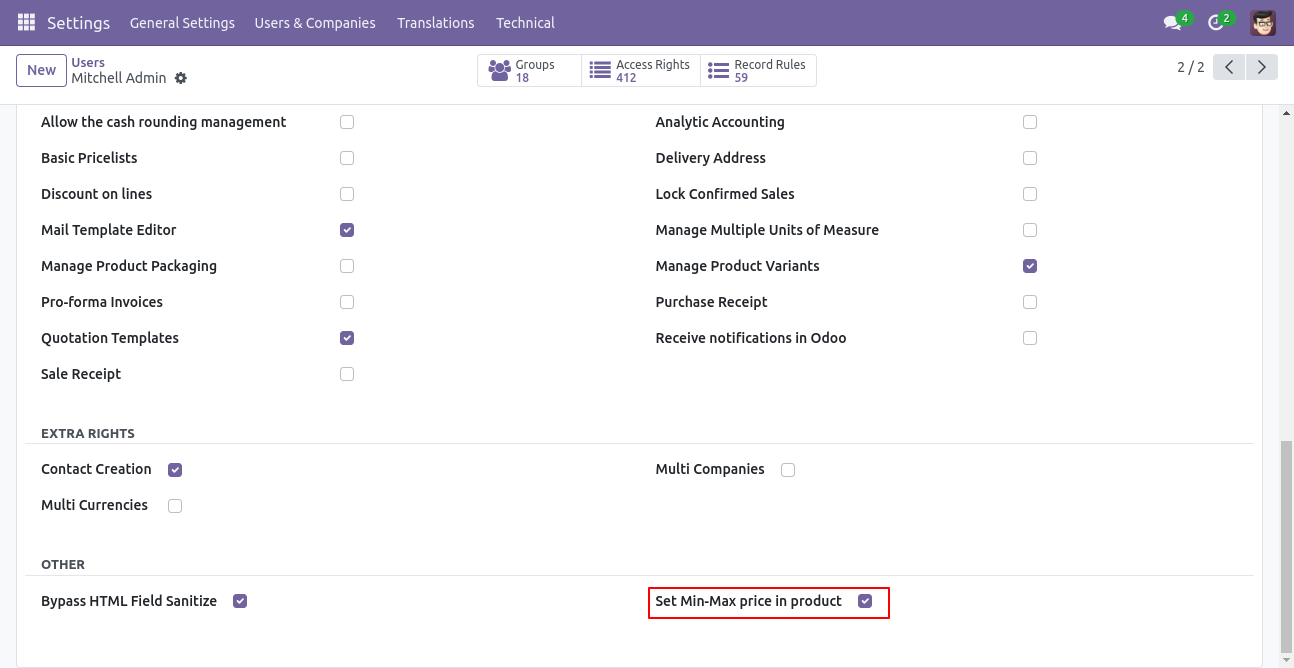 Settings General Settings Users & Companies Translations Technical 4 2
New Users Groups Access Rights Record Rules
Mitchell Admin 18 412 59 2 / 2
Allow the cash rounding management Analytic Accounting
Basic Pricelists Delivery Address
Discount on lines Lock Confirmed Sales
Mail Template Editor Manage Multiple Units of Measure
Manage Product Packaging Manage Product Variants
Pro-forma Invoices Purchase Receipt
Quotation Templates Receive notifications in Odoo
Sale Receipt
EXTRA RIGHTS
Contact Creation Multi Companies
Multi Currencies
OTHER
Bypass HTML Field Sanitize Set Min-Max price in product